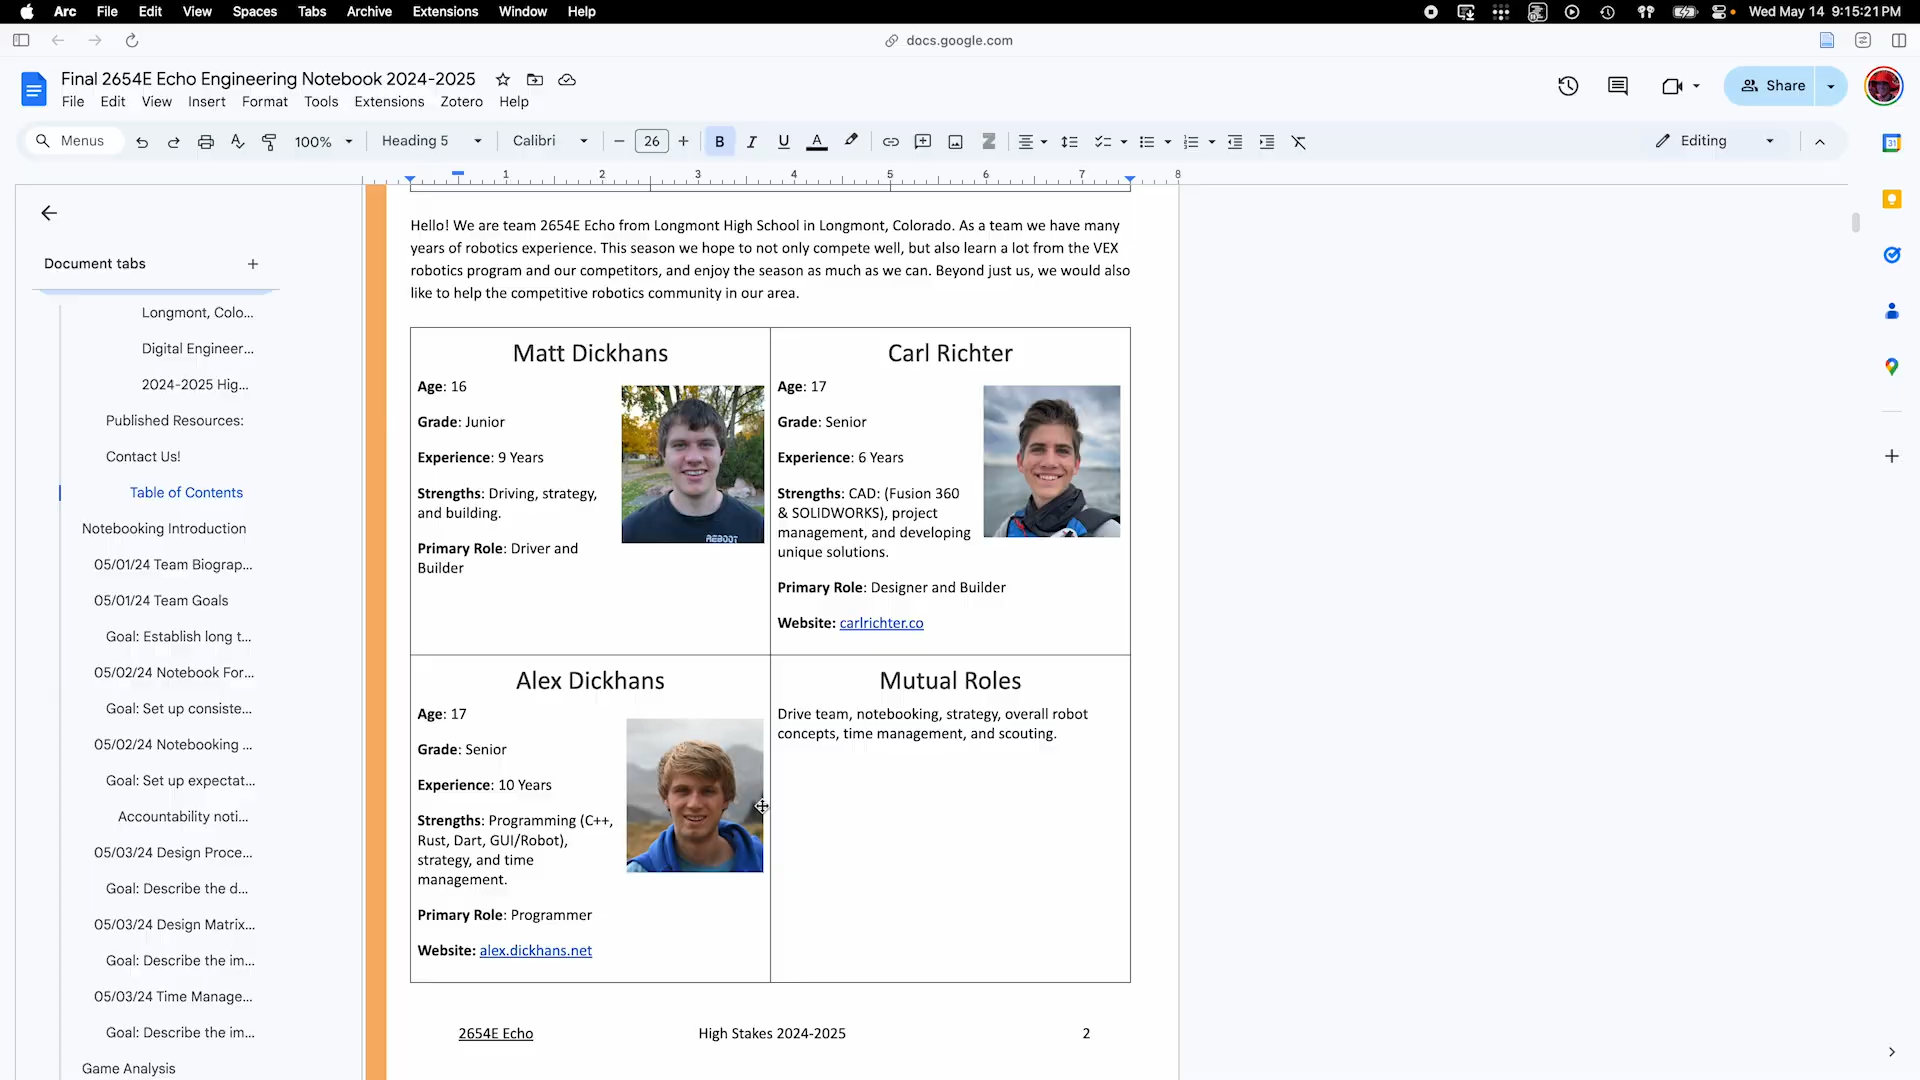 Arc File Edit View Spaces Tabs Archive Extensions Window Help Wed May 14 9:15:21 PM
docs.google.com
Final 2654E Echo Engineering Notebook 2024-2025
File Edit View Insert Format Tools Extensions Zotero Help
Share
Menus 100% Heading 5 Calibri 26 B I U A Editing
1 2 3 4 5 6 7 8
31
Document tabs
Longmont, Colo...
Digital Engineer...
2024-2025 Hig...
Published Resources:
Contact Us!
Table of Contents
Notebooking Introduction
05/01/24 Team Biograp...
05/01/24 Team Goals
Goal: Establish long t...
05/02/24 Notebook For...
Goal: Set up consiste...
05/02/24 Notebooking ...
Goal: Set up expectat...
Accountability noti...
05/03/24 Design Proce...
Goal: Describe the d...
05/03/24 Design Matrix...
Goal: Describe the im...
05/03/24 Time Manage...
Goal: Describe the im...
Game Analysis
Hello! We are team 2654E Echo from Longmont High School in Longmont, Colorado. As a team we have many
years of robotics experience. This season we hope to not only compete well, but also learn a lot from the VEX
robotics program and our competitors, and enjoy the season as much as we can. Beyond just us, we would also
like to help the competitive robotics community in our area.
Matt Dickhans
Age: 16
Grade: Junior
Experience: 9 Years
Strengths: Driving, strategy,
and building.
Primary Role: Driver and
Builder
REBOOT
Carl Richter
Age: 17
Grade: Senior
Experience: 6 Years
Strengths: CAD: (Fusion 360
& SOLIDWORKS), project
management, and developing
unique solutions.
Primary Role: Designer and Builder
Website: carlrichter.co
Alex Dickhans
Age: 17
Grade: Senior
Experience: 10 Years
Strengths: Programming (C++,
Rust, Dart, GUI/Robot),
strategy, and time
management.
Primary Role: Programmer
Website: alex.dickhans.net
Mutual Roles
Drive team, notebooking, strategy, overall robot
concepts, time management, and scouting.
2654E Echo High Stakes 2024-2025 2